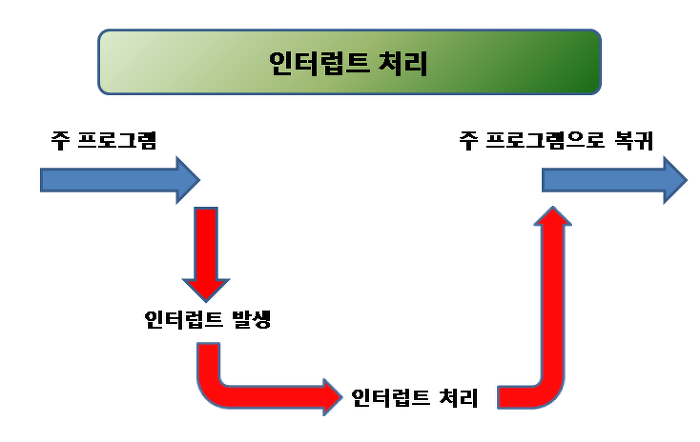 인터럽트 처리
주 프로그램
주 프로그램으로 복귀
인터럽트 발생
인터럽트 처리